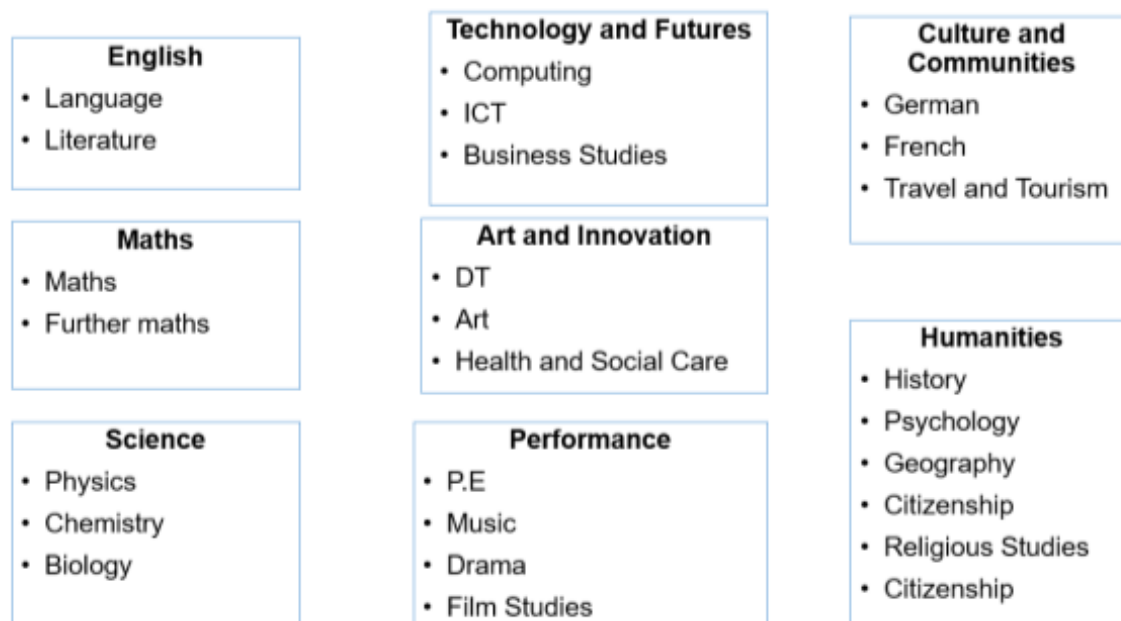 English
• Language
• Literature
Maths
• Maths
• Further maths
Science
• Physics
• Chemistry
• Biology
Technology and Futures
• Computing
• ICT
• Business Studies
Art and Innovation
• DT
• Art
• Health and Social Care
Performance
• P.E
• Music
• Drama
• Film Studies
Culture and
Communities
• German
• French
• Travel and Tourism
Humanities
• History
• Psychology
• Geography
• Citizenship
• Religious Studies
• Citizenship